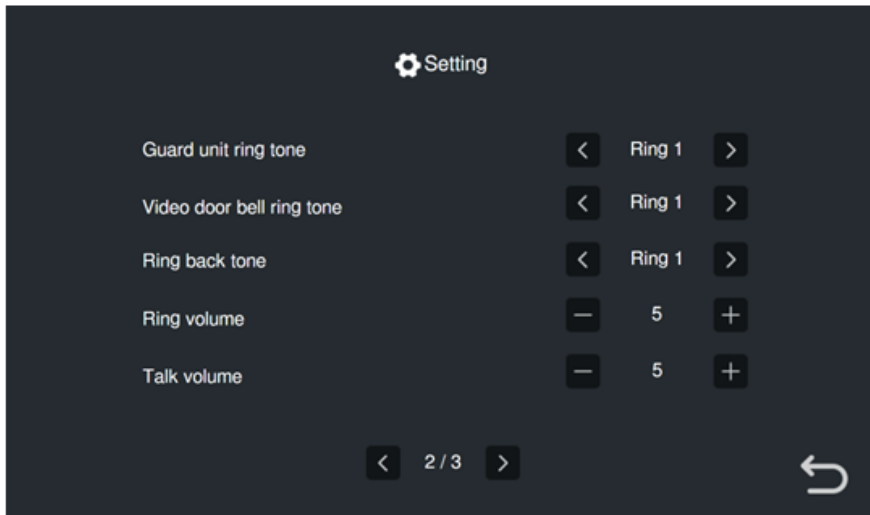 Setting
Guard unit ring tone < Ring 1 >
Video door bell ring tone < Ring 1 >
Ring back tone < Ring 1 >
Ring volume − 5 +
Talk volume − 5 +
< 2 / 3 >